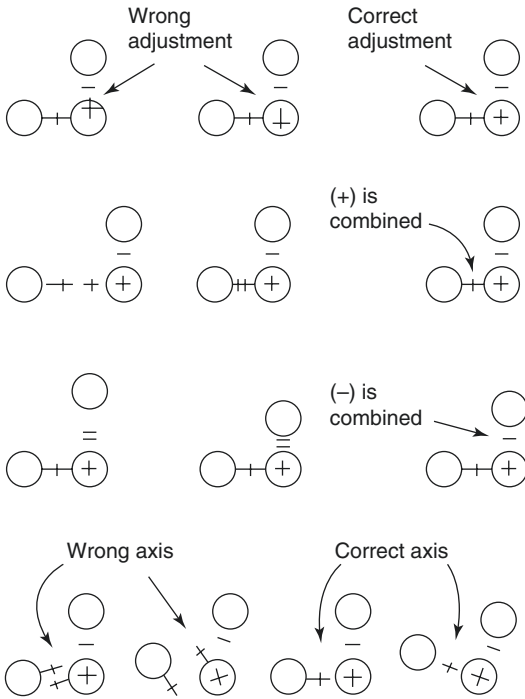 Wrong
adjustment
Correct
adjustment
(+) is
combined
(–) is
combined
Wrong axis
Correct axis